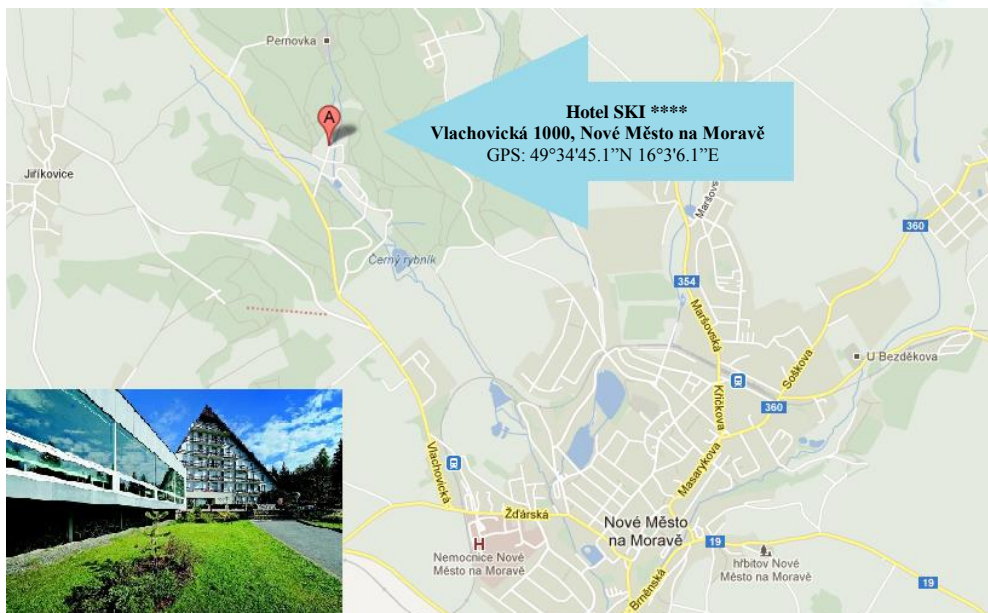 Pernovka
A
Hotel SKI ****
Vlachovická 1000, Nové Město na Moravě
GPS: 49°34'45.1”N 16°3'6.1”E
Jiříkovice
Maršovská
360
Černý rybník
354
Maršovská
U Bezděkova
Soškova
Křičkova
360
Vlachovická
Masarykova
Žďárská
Nové Město
na Moravě
H
Nemocnice Nové
Město na Moravě
19
hřbitov Nové
Město na Moravě
19
Brněnská